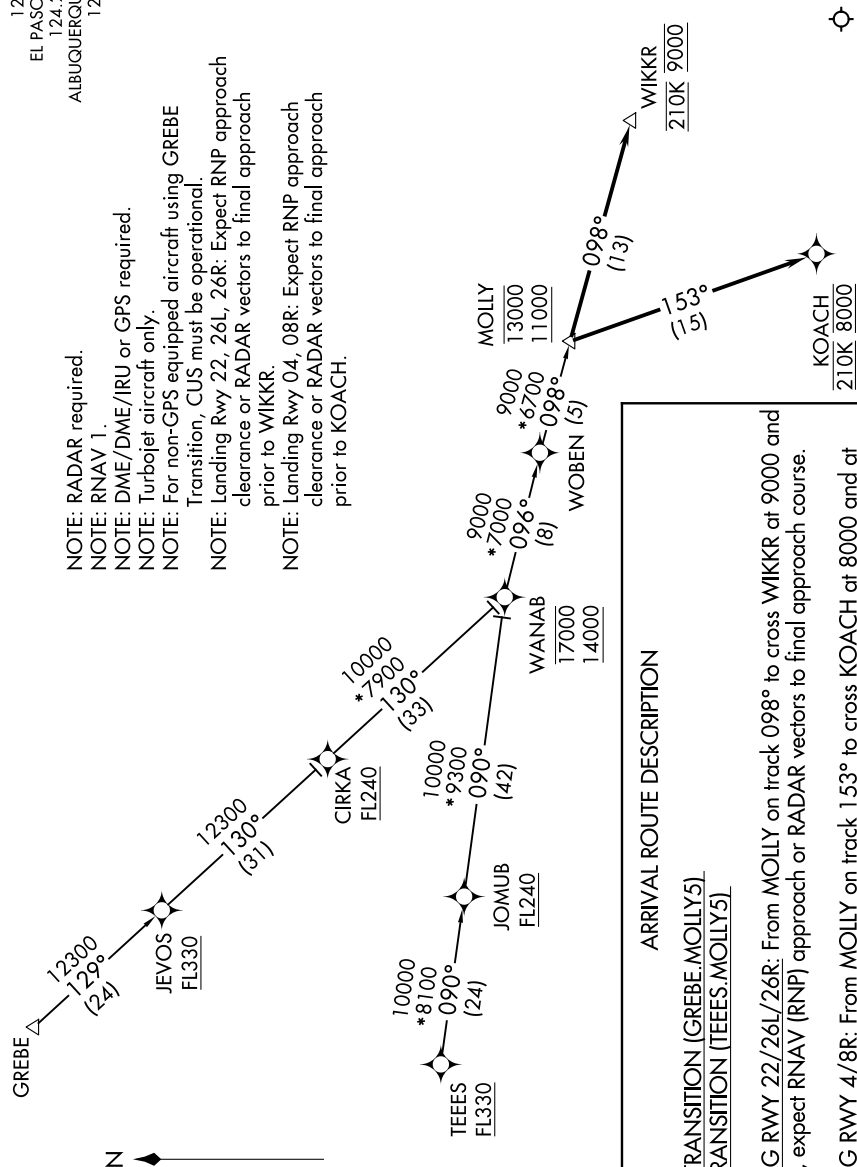 12
EL PASO
124.
ALBUQUERQU
12
NOTE: RADAR required.
NOTE: RNAV 1.
NOTE: DME/DME/IRU or GPS required.
NOTE: Turbojet aircraft only.
NOTE: For non-GPS equipped aircraft using GREBE
Transition, CUS must be operational.
NOTE: Landing Rwy 22, 26L, 26R: Expect RNP approach
clearance or RADAR vectors to final approach
prior to WIKKR.
NOTE: Landing Rwy 04, 08R: Expect RNP approach
clearance or RADAR vectors to final approach
prior to KOACH.
N
GREBE
12300
129°
(24)
JEVOS
FL330
12300
130°
(31)
CIRKA
FL240
10000
*7900
130°
(33)
TEEES
FL330
10000
*8100
090°
(24)
JOMUB
FL240
10000
*9300
090°
(42)
WANAB
17000
14000
9000
*7000
096°
(8)
WOBEN
9000
*6700
098°
(5)
MOLLY
13000
11000
098°
(13)
WIKKR
210K 9000
153°
(15)
KOACH
210K 8000
ARRIVAL ROUTE DESCRIPTION
TRANSITION (GREBE.MOLLY5)
RANSITION (TEEES.MOLLY5)
G RWY 22/26L/26R: From MOLLY on track 098° to cross WIKKR at 9000 and
, expect RNAV (RNP) approach or RADAR vectors to final approach course.
G RWY 4/8R: From MOLLY on track 153° to cross KOACH at 8000 and at